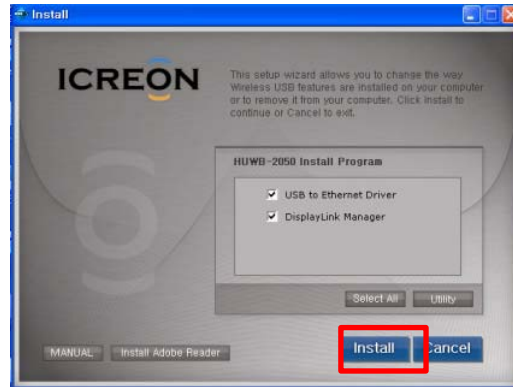 Install
ICREON
This setup wizard allows you to change the way
Wireless USB features are installed on your computer
or to remove it from your computer. Click install to
continue or Cancel to exit.
HUWB-2050 Install Program
USB to Ethernet Driver
DisplayLink Manager
Select All
Utility
MANUAL
Install Adobe Reader
Install
Cancel